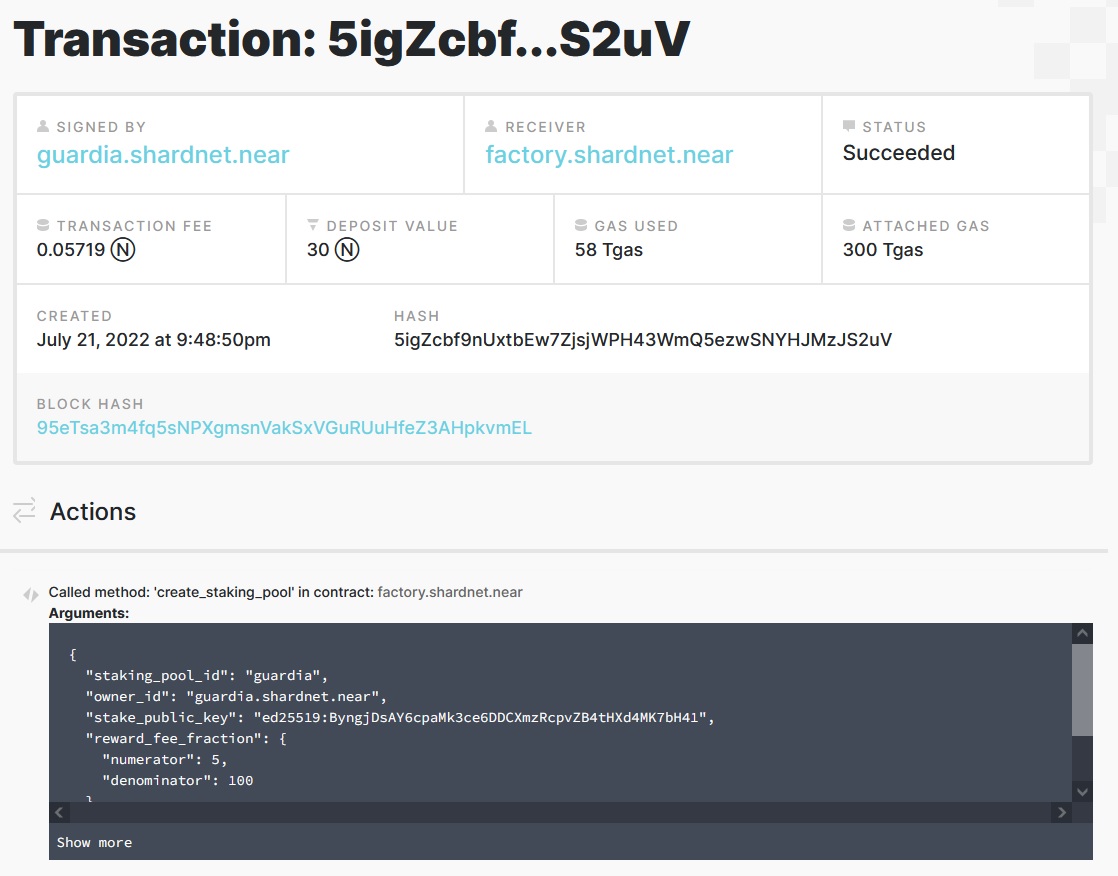 Transaction: 5igZcbf...S2uV
SIGNED BY
guardia.shardnet.near
RECEIVER
factory.shardnet.near
STATUS
Succeeded
TRANSACTION FEE
0.05719 Ⓝ
DEPOSIT VALUE
30 Ⓝ
GAS USED
58 Tgas
ATTACHED GAS
300 Tgas
CREATED
July 21, 2022 at 9:48:50pm
HASH
5igZcbf9nUxtbEw7ZjsjWPH43WmQ5ezwSNYHJMzJS2uV
BLOCK HASH
95eTsa3m4fq5sNPXgmsnVakSxVGuRUuHfeZ3AHpkvmEL
Actions
Called method: 'create_staking_pool' in contract: factory.shardnet.near
Arguments:
{
"staking_pool_id": "guardia",
"owner_id": "guardia.shardnet.near",
"stake_public_key": "ed25519:ByngjDsAY6cpaMk3ce6DDCXmzRcpvZB4tHXd4MK7bH41",
"reward_fee_fraction": {
"numerator": 5,
"denominator": 100
}
Show more